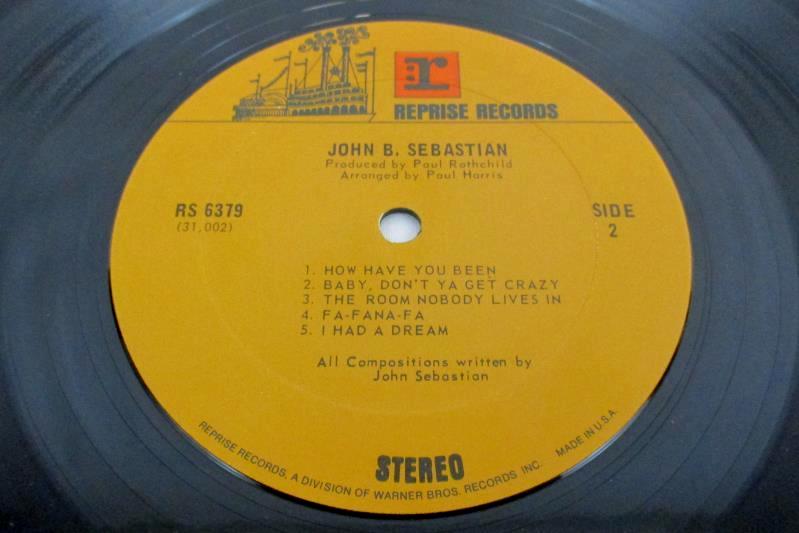 r
REPRISE RECORDS
JOHN B. SEBASTIAN
Produced by Paul Rothchild
Arranged by Paul Harris
RS 6379
(31,002)
SIDE
2
1. HOW HAVE YOU BEEN
2. BABY, DON'T YA GET CRAZY
3. THE ROOM NOBODY LIVES IN
4. FA-FANA-FA
5. I HAD A DREAM
All Compositions written by
John Sebastian
STEREO
REPRISE RECORDS, A DIVISION OF WARNER BROS. RECORDS INC. MADE IN U.S.A.